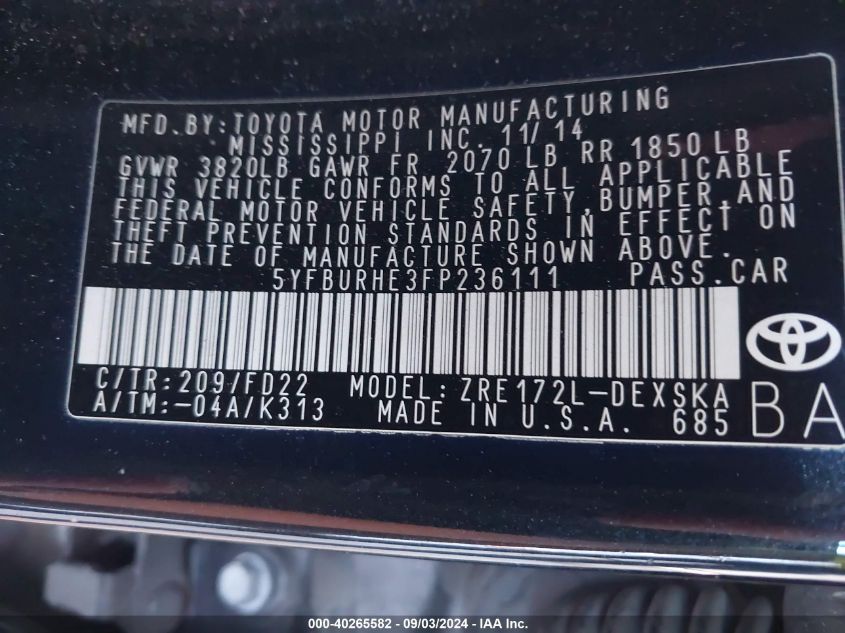 MFD.BY:TOYOTA MOTOR MANUFACTURING
MISSISSIPPI INC. 11/14
GVWR 3820LB GAWR FR 2070LB RR 1850LB
THIS VEHICLE CONFORMS TO ALL APPLICABLE
FEDERAL MOTOR VEHICLE SAFETY,BUMPER,AND
THEFT PREVENTION STANDARDS IN EFFECT ON
THE DATE OF MANUFACTURE SHOWN ABOVE.
5YFBURHE3FP236111 PASS.CAR
C/TR:209/FD22 MODEL:ZRE172L-DEXSKA
A/TM:-04A/K313 MADE IN U.S.A. 685
BA
000-40265582 - 09/03/2024 - IAA Inc.